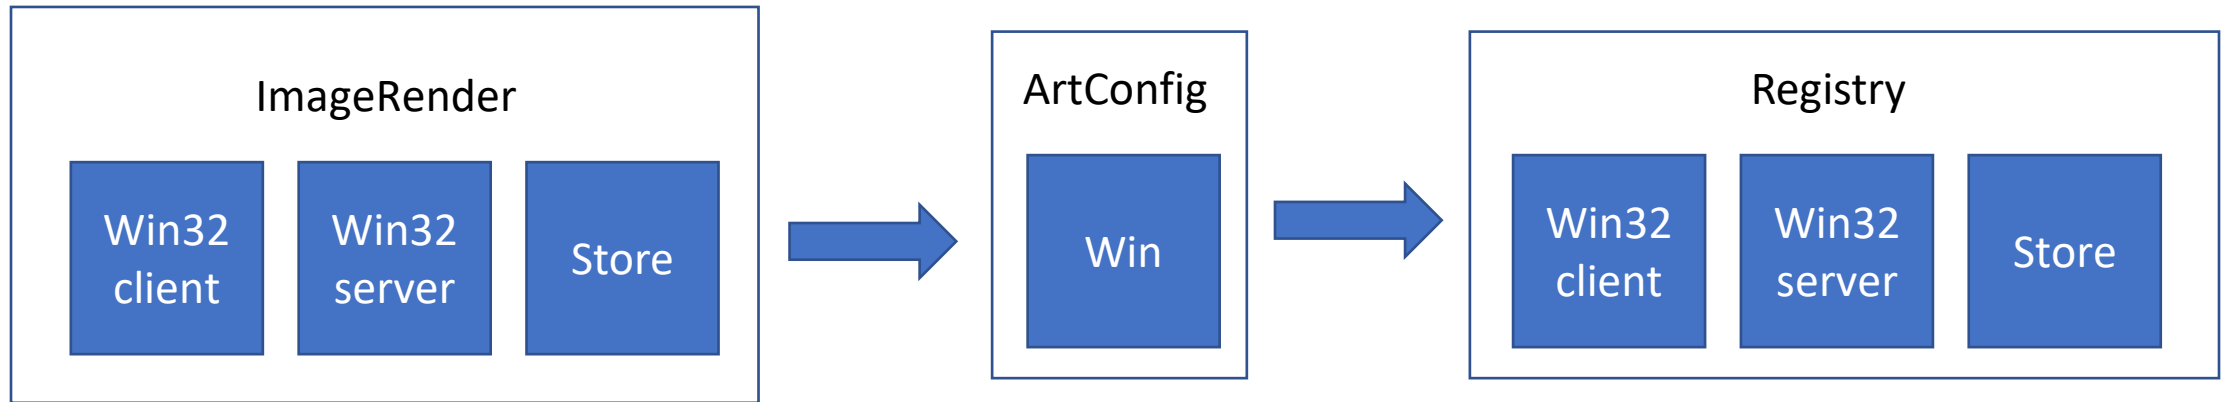 ImageRender
Win32
client
Win32
server
Store
ArtConfig
Win
Registry
Win32
client
Win32
server
Store